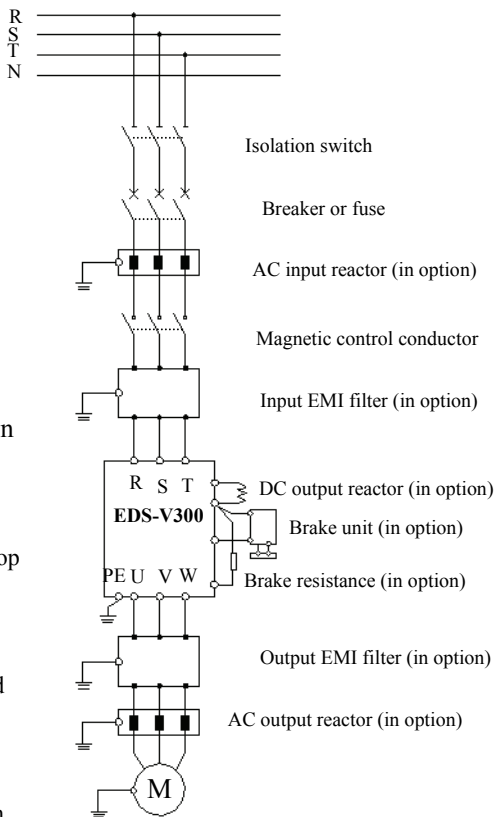 R
S
T
N
Isolation switch
Breaker or fuse
AC input reactor (in option)
Magnetic control conductor
Input EMI filter (in option)
n
R S T
DC output reactor (in option)
EDS-V300
Brake unit (in option)
op
PE U V W
Brake resistance (in option)
Output EMI filter (in option)
d
AC output reactor (in option)
M